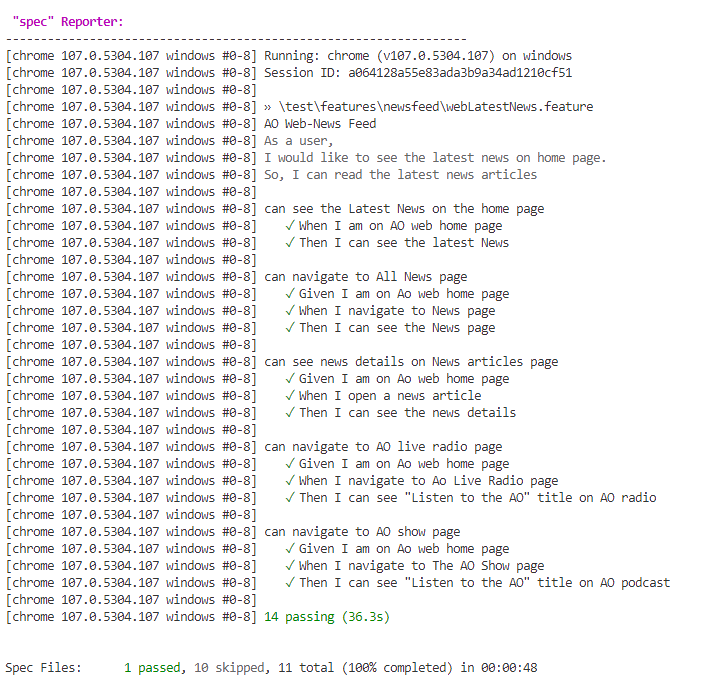 "spec" Reporter:
------------------------------------------------------------------
[chrome 107.0.5304.107 windows #0-8] Running: chrome (v107.0.5304.107) on windows
[chrome 107.0.5304.107 windows #0-8] Session ID: a064128a55e83ada3b9a34ad1210cf51
[chrome 107.0.5304.107 windows #0-8]
[chrome 107.0.5304.107 windows #0-8] » \test\features\newsfeed\webLatestNews.feature
[chrome 107.0.5304.107 windows #0-8] AO Web-News Feed
[chrome 107.0.5304.107 windows #0-8] As a user,
[chrome 107.0.5304.107 windows #0-8] I would like to see the latest news on home page.
[chrome 107.0.5304.107 windows #0-8] So, I can read the latest news articles
[chrome 107.0.5304.107 windows #0-8]
[chrome 107.0.5304.107 windows #0-8] can see the Latest News on the home page
[chrome 107.0.5304.107 windows #0-8]    ✓ When I am on AO web home page
[chrome 107.0.5304.107 windows #0-8]    ✓ Then I can see the latest News
[chrome 107.0.5304.107 windows #0-8]
[chrome 107.0.5304.107 windows #0-8] can navigate to All News page
[chrome 107.0.5304.107 windows #0-8]    ✓ Given I am on Ao web home page
[chrome 107.0.5304.107 windows #0-8]    ✓ When I navigate to News page
[chrome 107.0.5304.107 windows #0-8]    ✓ Then I can see the News page
[chrome 107.0.5304.107 windows #0-8]
[chrome 107.0.5304.107 windows #0-8] can see news details on News articles page
[chrome 107.0.5304.107 windows #0-8]    ✓ Given I am on Ao web home page
[chrome 107.0.5304.107 windows #0-8]    ✓ When I open a news article
[chrome 107.0.5304.107 windows #0-8]    ✓ Then I can see the news details
[chrome 107.0.5304.107 windows #0-8]
[chrome 107.0.5304.107 windows #0-8] can navigate to AO live radio page
[chrome 107.0.5304.107 windows #0-8]    ✓ Given I am on Ao web home page
[chrome 107.0.5304.107 windows #0-8]    ✓ When I navigate to Ao Live Radio page
[chrome 107.0.5304.107 windows #0-8]    ✓ Then I can see "Listen to the AO" title on AO radio
[chrome 107.0.5304.107 windows #0-8]
[chrome 107.0.5304.107 windows #0-8] can navigate to AO show page
[chrome 107.0.5304.107 windows #0-8]    ✓ Given I am on Ao web home page
[chrome 107.0.5304.107 windows #0-8]    ✓ When I navigate to The AO Show page
[chrome 107.0.5304.107 windows #0-8]    ✓ Then I can see "Listen to the AO" title on AO podcast
[chrome 107.0.5304.107 windows #0-8]
[chrome 107.0.5304.107 windows #0-8] 14 passing (36.3s)
Spec Files:      1 passed, 10 skipped, 11 total (100% completed) in 00:00:48